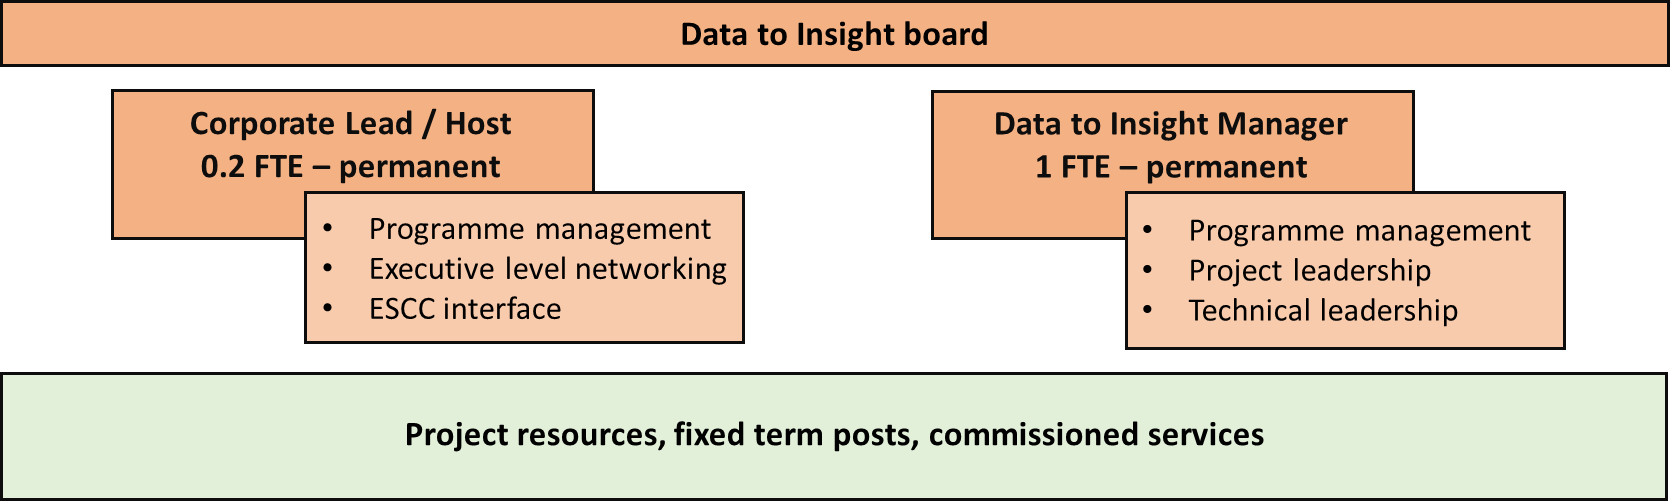 Data to Insight board
Corporate Lead / Host
0.2 FTE – permanent
• Programme management
• Executive level networking
• ESCC interface
Data to Insight Manager
1 FTE – permanent
• Programme management
• Project leadership
• Technical leadership
Project resources, fixed term posts, commissioned services